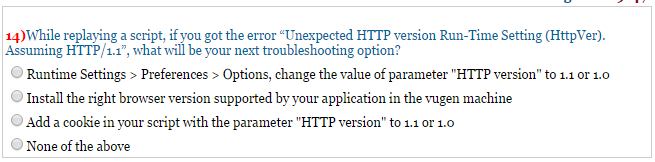 14)While replaying a script, if you got the error “Unexpected HTTP version Run-Time Setting (HttpVer).
Assuming HTTP/1.1”, what will be your next troubleshooting option?
Runtime Settings > Preferences > Options, change the value of parameter "HTTP version" to 1.1 or 1.0
Install the right browser version supported by your application in the vugen machine
Add a cookie in your script with the parameter "HTTP version" to 1.1 or 1.0
None of the above